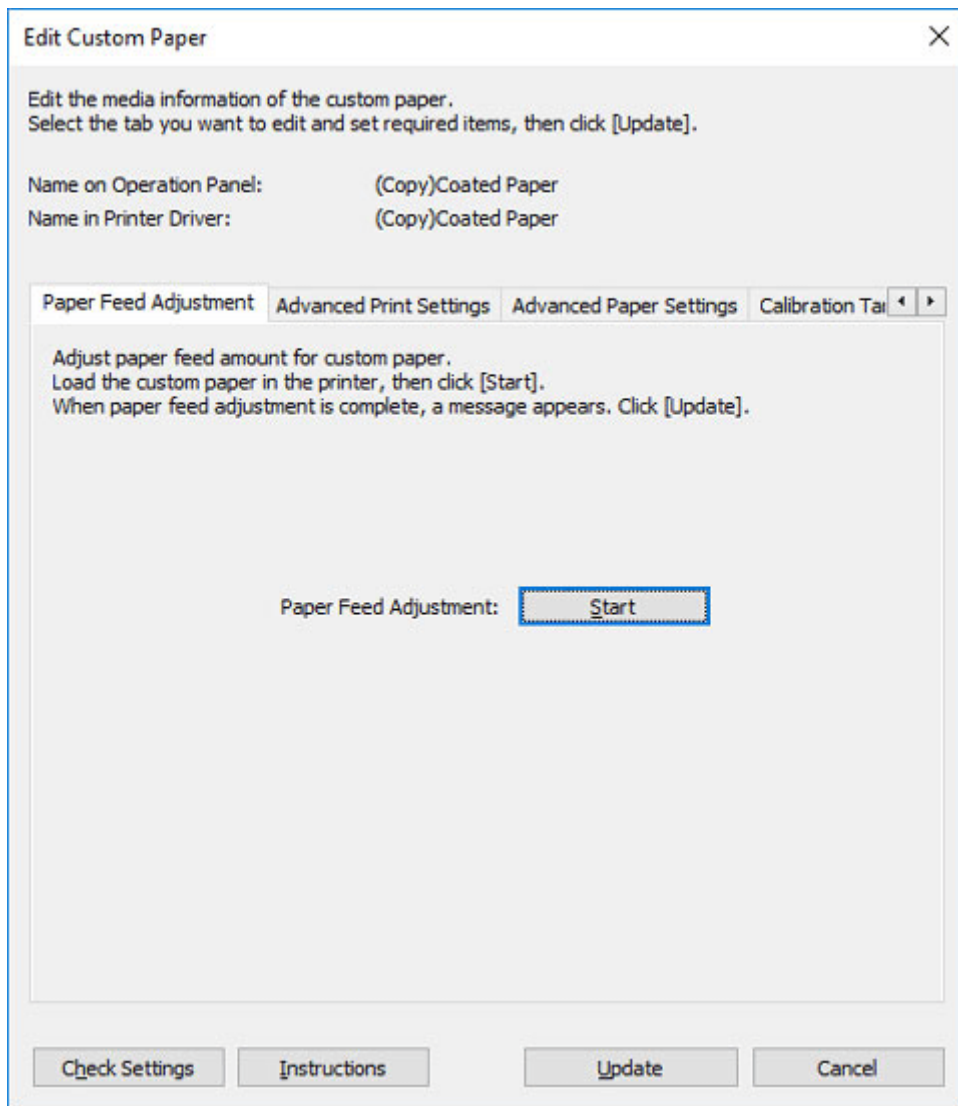 Edit Custom Paper
Edit the media information of the custom paper.
Select the tab you want to edit and set required items, then click [Update].
Name on Operation Panel: (Copy)Coated Paper
Name in Printer Driver: (Copy)Coated Paper
Paper Feed Adjustment Advanced Print Settings Advanced Paper Settings Calibration Tar
Adjust paper feed amount for custom paper.
Load the custom paper in the printer, then click [Start].
When paper feed adjustment is complete, a message appears. Click [Update].
Paper Feed Adjustment: Start
Check Settings Instructions Update Cancel